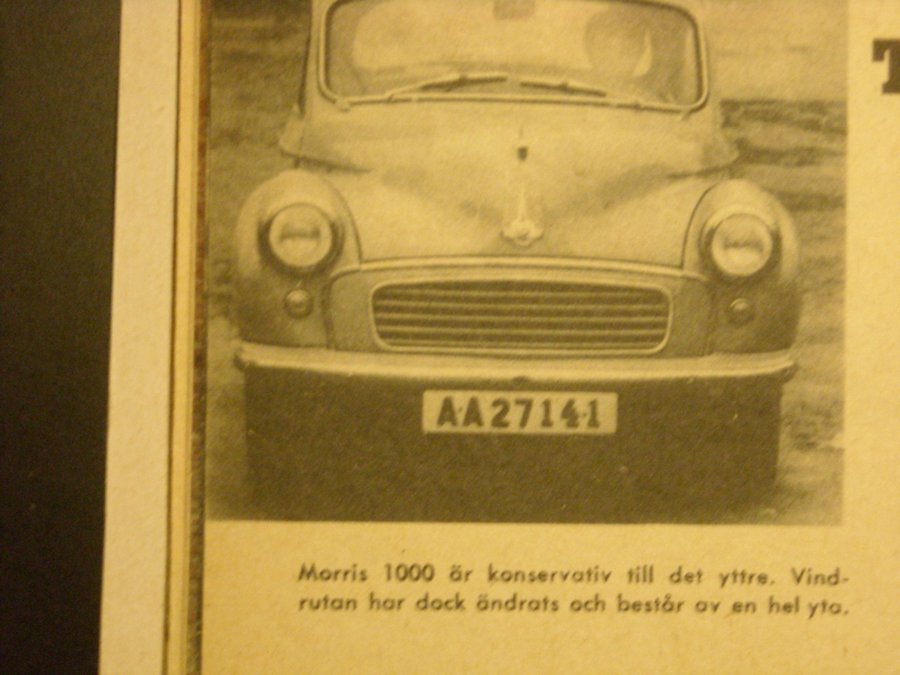 T
AA27141
Morris 1000 är konservativ till det yttre. Vind-
rutan har dock ändrats och består av en hel yta.